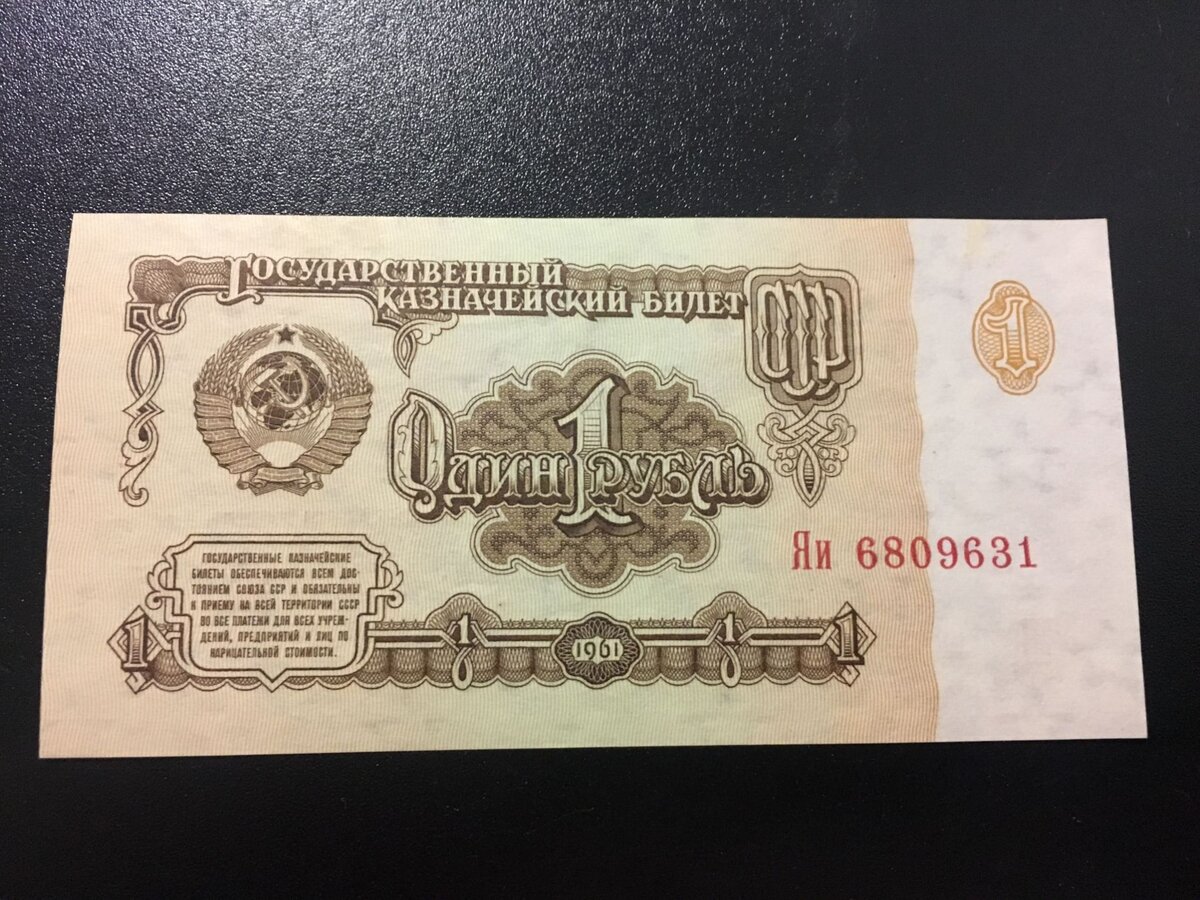 ГОСУДАРСТВЕННЫЙ
КАЗНАЧЕЙСКИЙ БИЛЕТ
СССР
1
ОДИН 1 РУБЛЬ
Яи 6809631
ГОСУДАРСТВЕННЫЕ КАЗНАЧЕЙСКИЕ
БИЛЕТЫ ОБЕСПЕЧИВАЮТСЯ ВСЕМ ДОС-
ТОЯНИЕМ СОЮЗА ССР И ОБЯЗАТЕЛЬНЫ
К ПРИЕМУ НА ВСЕЙ ТЕРРИТОРИИ СССР
ВО ВСЕ ПЛАТЕЖИ ДЛЯ ВСЕХ УЧРЕЖ-
ДЕНИЙ, ПРЕДПРИЯТИЙ И ЛИЦ ПО
НАРИЦАТЕЛЬНОЙ СТОИМОСТИ.
1 1 1961 1 1